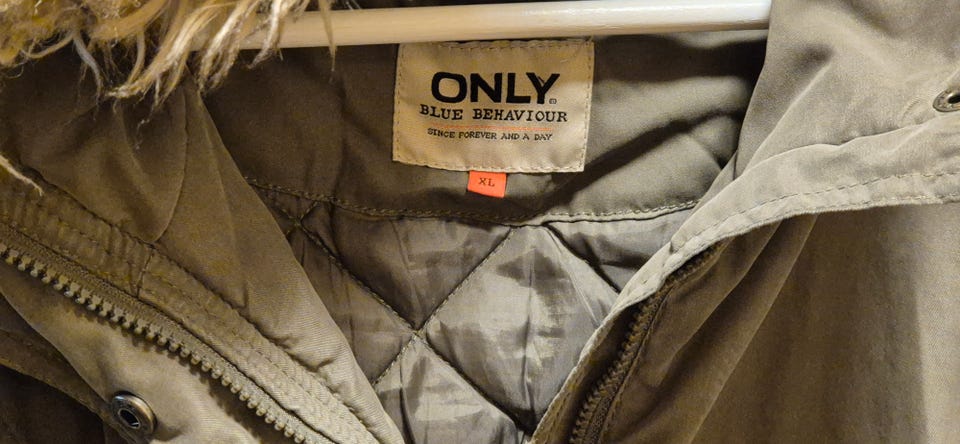 ONLY
BLUE BEHAVIOUR
SINCE FOREVER AND A DAY
XL